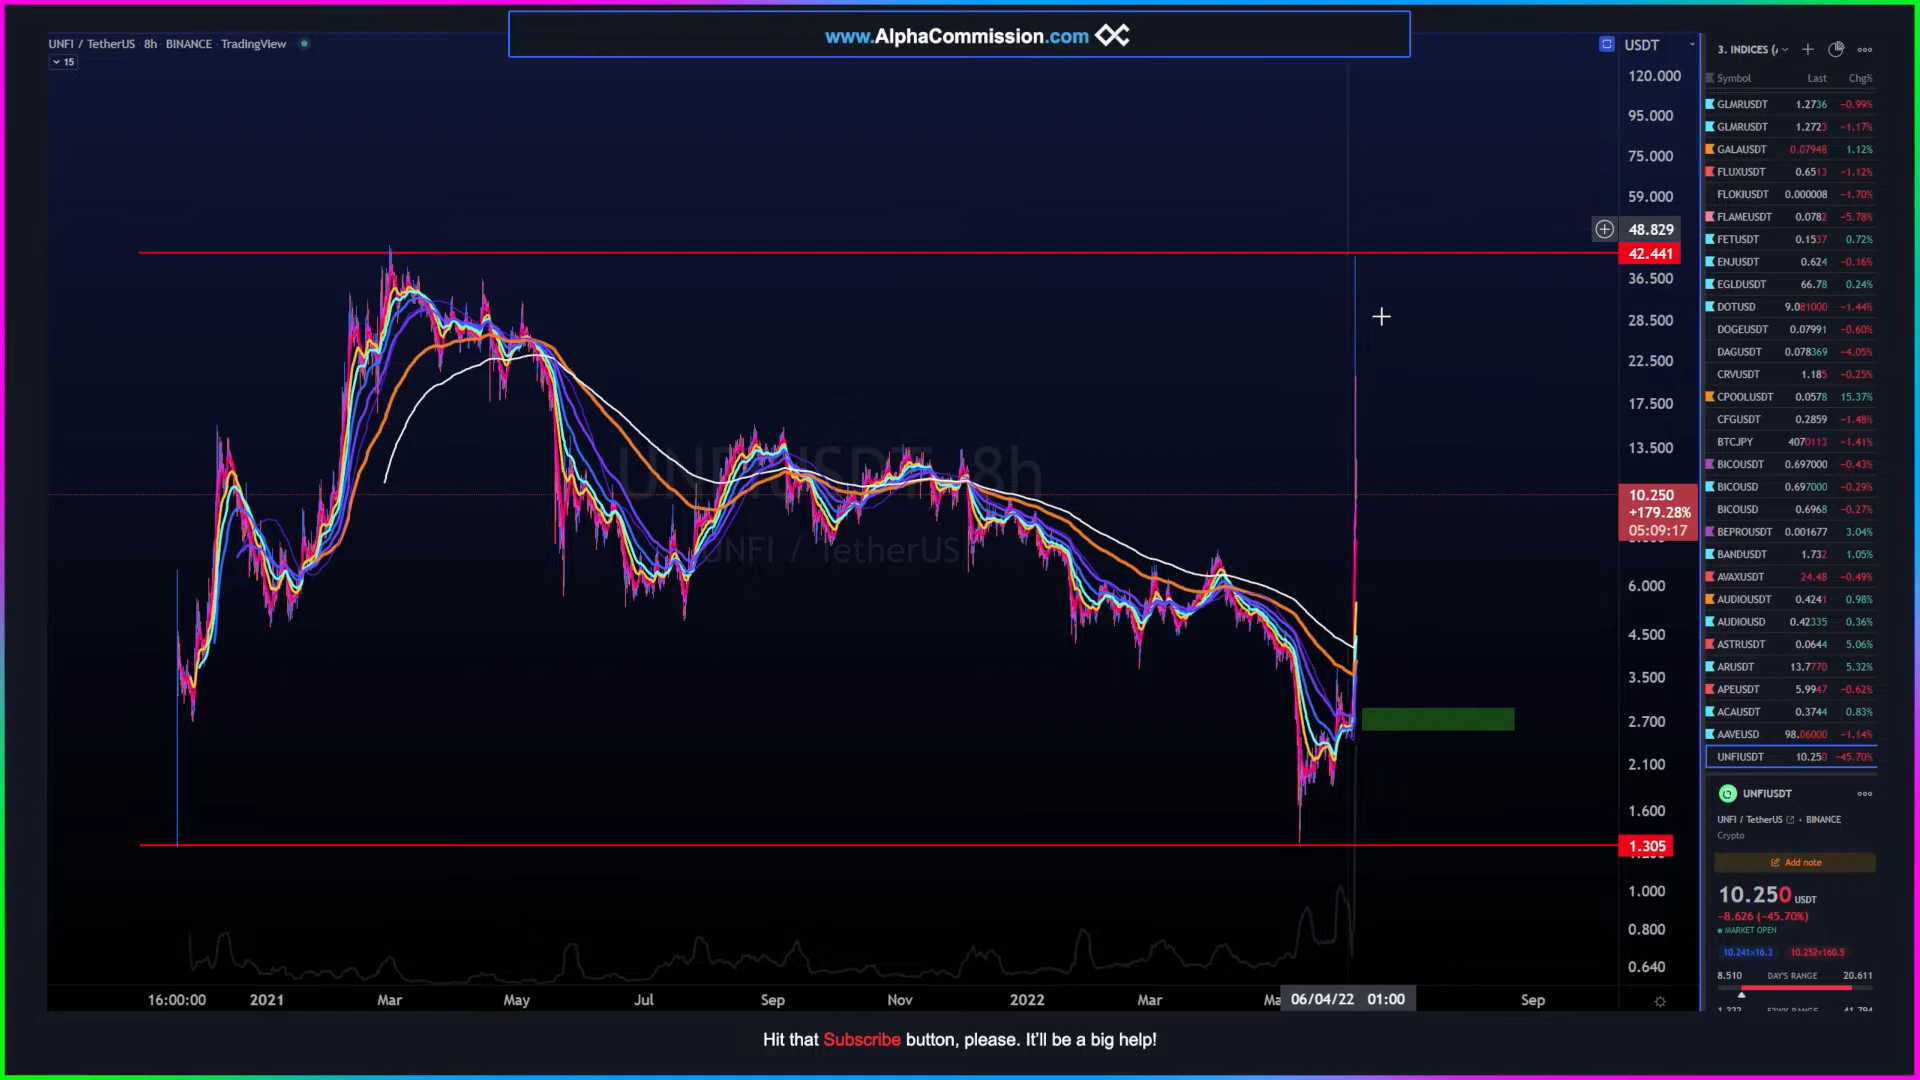 www.AlphaCommission.com
UNFI / TetherUS 8h BINANCE TradingView
15
USDT
120.000
95.000
75.000
59.000
48.829
42.441
36.500
28.500
22.500
17.500
13.500
10.250
+179.28%
05:09:17
6.000
4.500
3.500
2.700
2.100
1.600
1.305
1.000
0.800
0.640
UNFI / TetherUS
16:00:00 2021 Mar May Jul Sep Nov 2022 Mar 06/04/22 01:00 Sep
3. INDICES (
Symbol Last Chg%
GLMRUSDT 1.2736 −0.99%
GLMRUSDT 1.2723 −1.17%
GALAUSDT 0.07948 1.12%
FLUXUSDT 0.6513 −1.12%
FLOKIUSDT 0.000008 −1.70%
FLAMEUSDT 0.0782 −5.78%
FETUSDT 0.1537 0.72%
ENJUSDT 0.624 −0.16%
EGLDUSDT 66.78 0.24%
DOTUSD 9.081000 −1.44%
DOGEUSDT 0.07991 −0.60%
DAGUSDT 0.078369 −4.05%
CRVUSDT 1.185 −0.25%
CPOOLUSDT 0.0578 15.37%
CFGUSDT 0.2859 −1.48%
BTCJPY 4070113 −1.41%
BICOUSDT 0.697000 −0.43%
BICOUSD 0.697000 −0.29%
BICOUSD 0.6968 −0.27%
BEPROUSDT 0.001677 3.04%
BANDUSDT 1.732 1.05%
AVAXUSDT 24.48 −0.49%
AUDIOUSDT 0.4241 0.98%
AUDIOUSD 0.42335 0.36%
ASTRUSDT 0.0644 5.06%
ARUSDT 13.7770 5.32%
APEUSDT 5.9947 −0.62%
ACAUSDT 0.3744 0.83%
AAVEUSD 98.06000 −1.14%
UNFIUSDT 10.250 −45.70%
UNFIUSDT
UNFI / TetherUS • BINANCE
Crypto
Add note
10.250 USDT
−8.626 (−45.70%)
MARKET OPEN
10.241×16.3 10.252×160.5
8.510 DAY'S RANGE 20.611
Hit that Subscribe button, please. It'll be a big help!